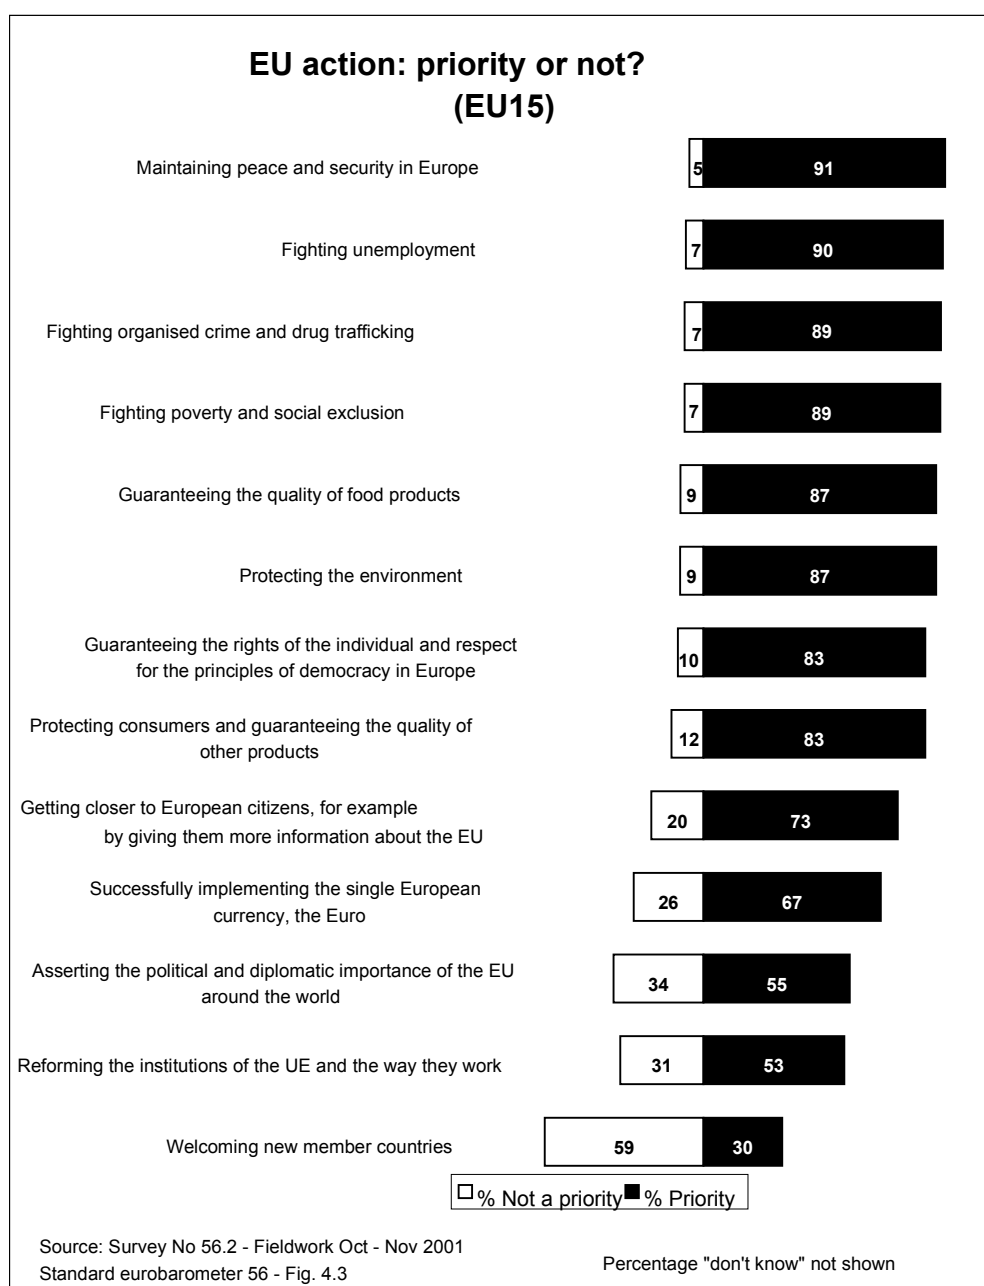 EU action: priority or not?
(EU15)
Maintaining peace and security in Europe 5 91
Fighting unemployment 7 90
Fighting organised crime and drug trafficking 7 89
Fighting poverty and social exclusion 7 89
Guaranteeing the quality of food products 9 87
Protecting the environment 9 87
Guaranteeing the rights of the individual and respect
for the principles of democracy in Europe 10 83
Protecting consumers and guaranteeing the quality of
other products 12 83
Getting closer to European citizens, for example
by giving them more information about the EU 20 73
Successfully implementing the single European
currency, the Euro 26 67
Asserting the political and diplomatic importance of the EU
around the world 34 55
Reforming the institutions of the UE and the way they work 31 53
Welcoming new member countries 59 30
% Not a priority % Priority
Source: Survey No 56.2 - Fieldwork Oct - Nov 2001
Standard eurobarometer 56 - Fig. 4.3
Percentage "don't know" not shown